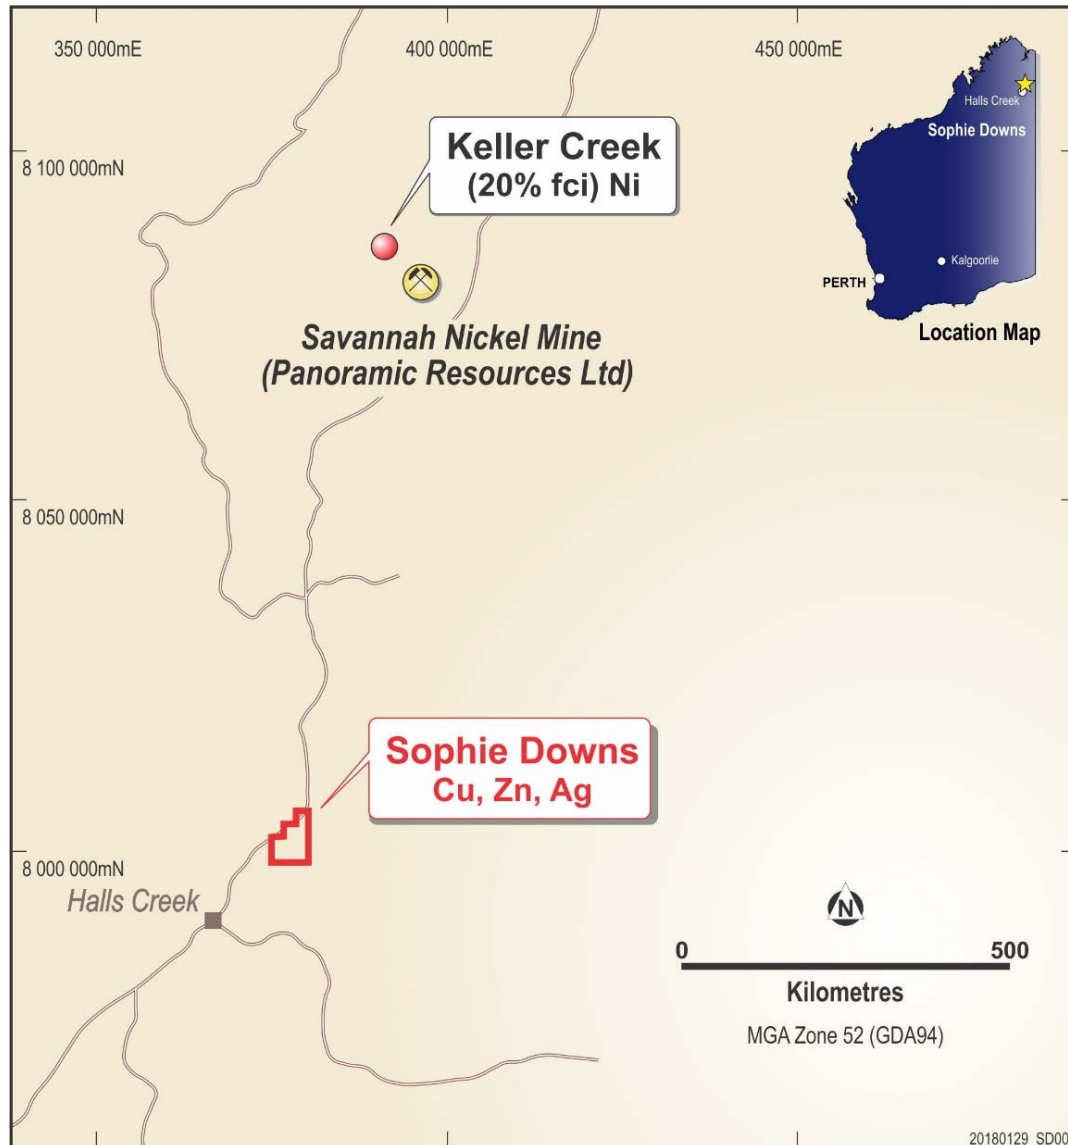 350 000mE
400 000mE
450 000mE
Halls Creek
Sophie Downs
Kalgoorlie
PERTH
Location Map
8 100 000mN
Keller Creek
(20% fci) Ni
Savannah Nickel Mine
(Panoramic Resources Ltd)
8 050 000mN
Sophie Downs
Cu, Zn, Ag
8 000 000mN
Halls Creek
N
0
500
Kilometres
MGA Zone 52 (GDA94)
20180129_SD00